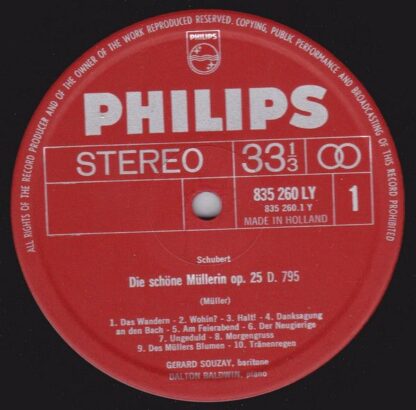 ALL RIGHTS OF THE RECORD PRODUCER AND OF THE OWNER OF THE WORK REPRODUCED RESERVED. COPYING, PUBLIC PERFORMANCE AND BROADCASTING OF THIS RECORD PROHIBITED
PHILIPS
PHILIPS
STEREO 33⅓
835 260 LY
835 260.1 Y
MADE IN HOLLAND
1
Schubert
Die schöne Müllerin op. 25 D. 795
(Müller)
1. Das Wandern - 2. Wohin? - 3. Halt! - 4. Danksagung
an den Bach - 5. Am Feierabend - 6. Der Neugierige
7. Ungeduld - 8. Morgengruss
9. Des Müllers Blumen - 10. Tränenregen
GERARD SOUZAY, baritone
DALTON BALDWIN, piano